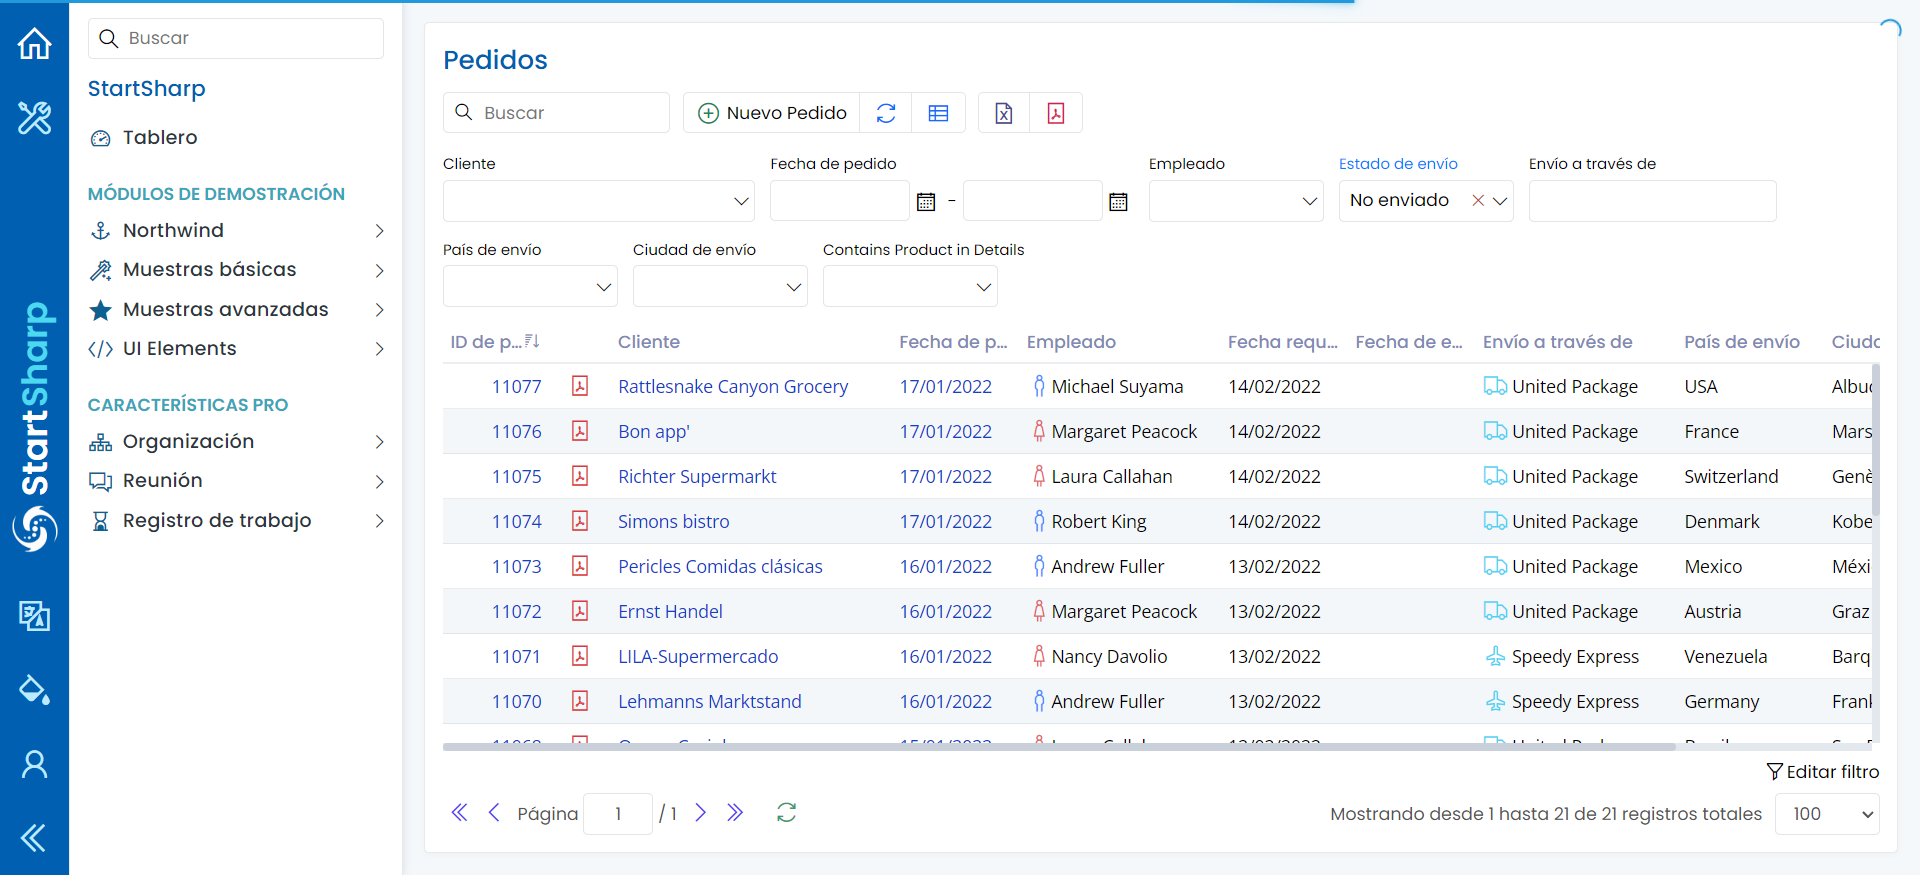 Buscar
StartSharp
Tablero
MÓDULOS DE DEMOSTRACIÓN
Northwind
Muestras básicas
Muestras avanzadas
UI Elements
CARACTERÍSTICAS PRO
Organización
Reunión
Registro de trabajo
StartSharp
Pedidos
Buscar
Nuevo Pedido
Cliente
Fecha de pedido
Empleado
Estado de envío
Envío a través de
-
No enviado
País de envío
Ciudad de envío
Contains Product in Details
ID de p... Cliente Fecha de p... Empleado Fecha requ... Fecha de e... Envío a través de País de envío Ciudad
11077 Rattlesnake Canyon Grocery 17/01/2022 Michael Suyama 14/02/2022 United Package USA Albuq
11076 Bon app' 17/01/2022 Margaret Peacock 14/02/2022 United Package France Mars
11075 Richter Supermarkt 17/01/2022 Laura Callahan 14/02/2022 United Package Switzerland Genè
11074 Simons bistro 17/01/2022 Robert King 14/02/2022 United Package Denmark Kobe
11073 Pericles Comidas clásicas 16/01/2022 Andrew Fuller 13/02/2022 United Package Mexico Méxi
11072 Ernst Handel 16/01/2022 Margaret Peacock 13/02/2022 United Package Austria Graz
11071 LILA-Supermercado 16/01/2022 Nancy Davolio 13/02/2022 Speedy Express Venezuela Barq
11070 Lehmanns Marktstand 16/01/2022 Andrew Fuller 13/02/2022 Speedy Express Germany Frank
Editar filtro
Página 1 / 1
Mostrando desde 1 hasta 21 de 21 registros totales 100